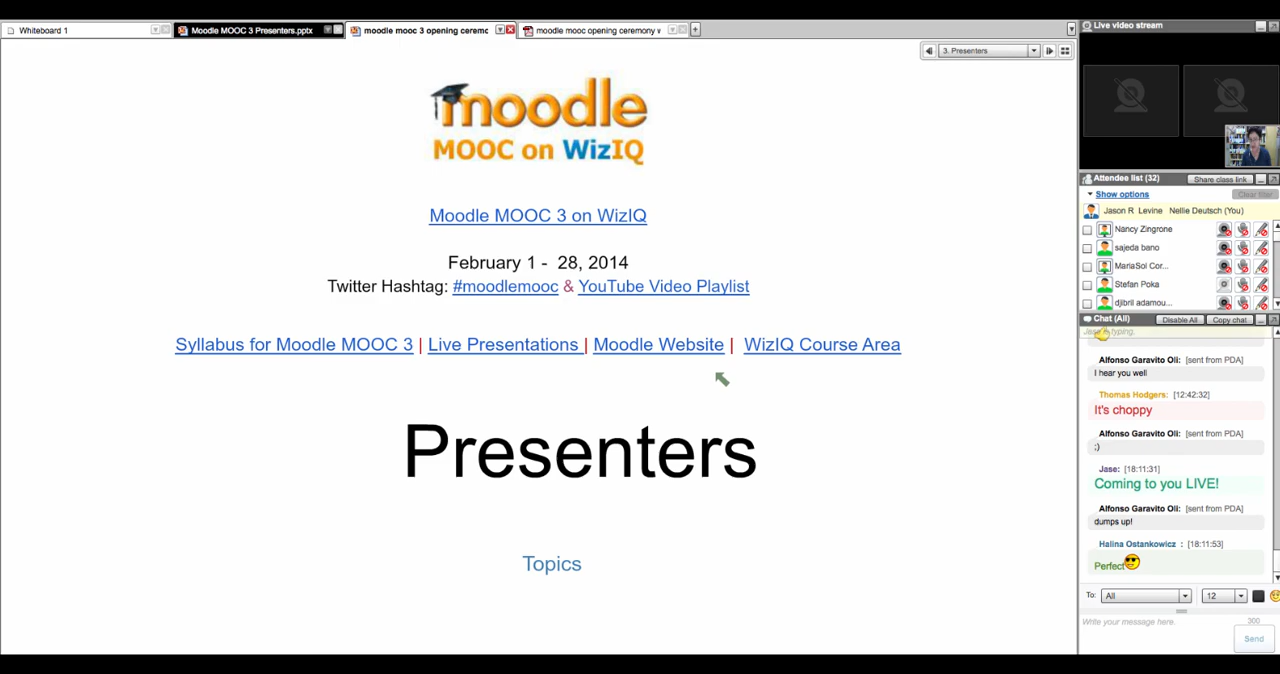 Whiteboard 1
Moodle MOOC 3 Presenters.pptx
moodle mooc 3 opening ceremc
moodle mooc opening ceremony v
3. Presenters
moodle
MOOC on WizIQ
Moodle MOOC 3 on WizIQ
February 1 - 28, 2014
Twitter Hashtag: #moodlemooc & YouTube Video Playlist
Syllabus for Moodle MOOC 3 | Live Presentations | Moodle Website | WizIQ Course Area
Presenters
Topics
Live video stream
Attendee list (32)
Share class link
Show options
Clear filter
Jason R Levine Nellie Deutsch (You)
Nancy Zingrone
sajeda bano
MariaSol Cor...
Stefan Poka
djibril adamou...
Chat (All)
Disable All
Copy chat
typing.
Alfonso Garavito Oli: [sent from PDA]
I hear you well
Thomas Hodgers: [12:42:32]
It's choppy
Alfonso Garavito Oli: [sent from PDA]
;)
Jase: [18:11:31]
Coming to you LIVE!
Alfonso Garavito Oli: [sent from PDA]
dumps up!
Halina Ostankowicz : [18:11:53]
Perfect
To: All 12
Write your message here.
300
Send